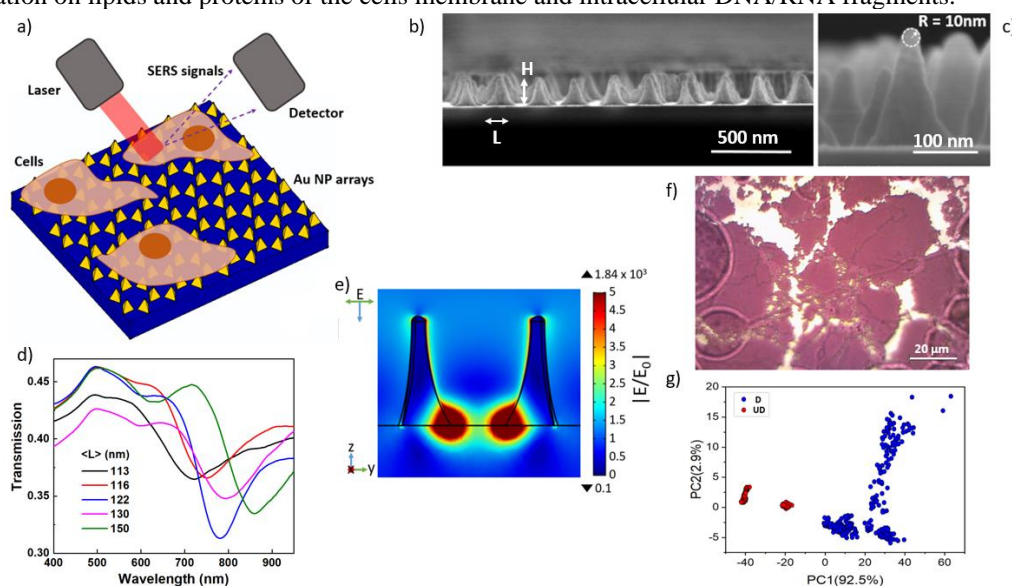 ation on lipids and proteins of the cells membrane and intracellular DNA/RNA fragments.
a)
SERS signals
Laser
Detector
Cells
Au NP arrays
b)
H
L
500 nm
R = 10nm
c)
100 nm
d)
0.45
0.40
0.35
0.30
Transmission
<L> (nm)
113
116
122
130
150
400 500 600 700 800 900
Wavelength (nm)
e)
E
z
y
1.84 x 10³
5
4.5
4
3.5
3
2.5
2
1.5
1
0.5
0
0.1
|E/E₀|
f)
20 µm
g)
D
UD
20
15
10
5
0
-5
PC2(2.9%)
-40 -20 0 20 40 60
PC1(92.5%)